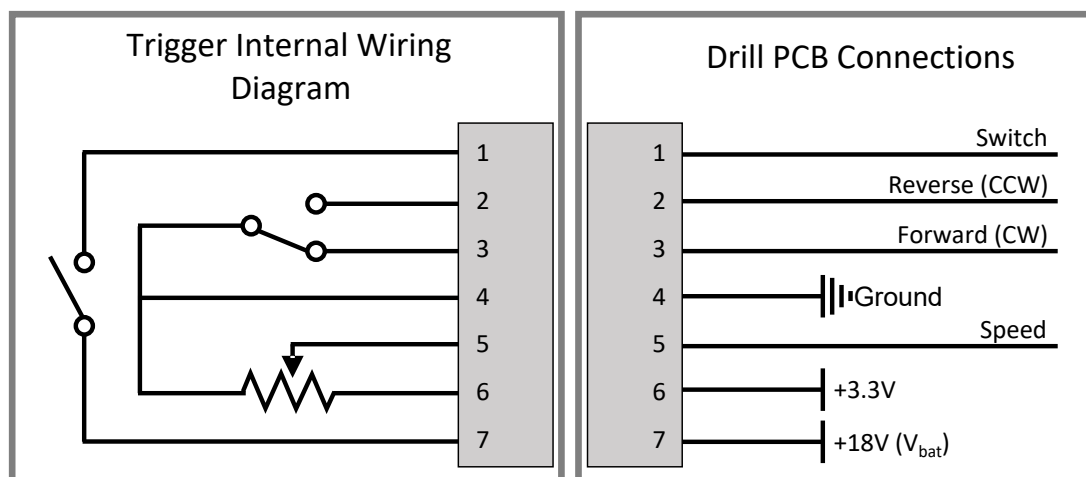 Trigger Internal Wiring
Diagram
1
2
3
4
5
6
7
Drill PCB Connections
1
2
3
4
5
6
7
Switch
Reverse (CCW)
Forward (CW)
Ground
Speed
+3.3V
+18V (Vbat)